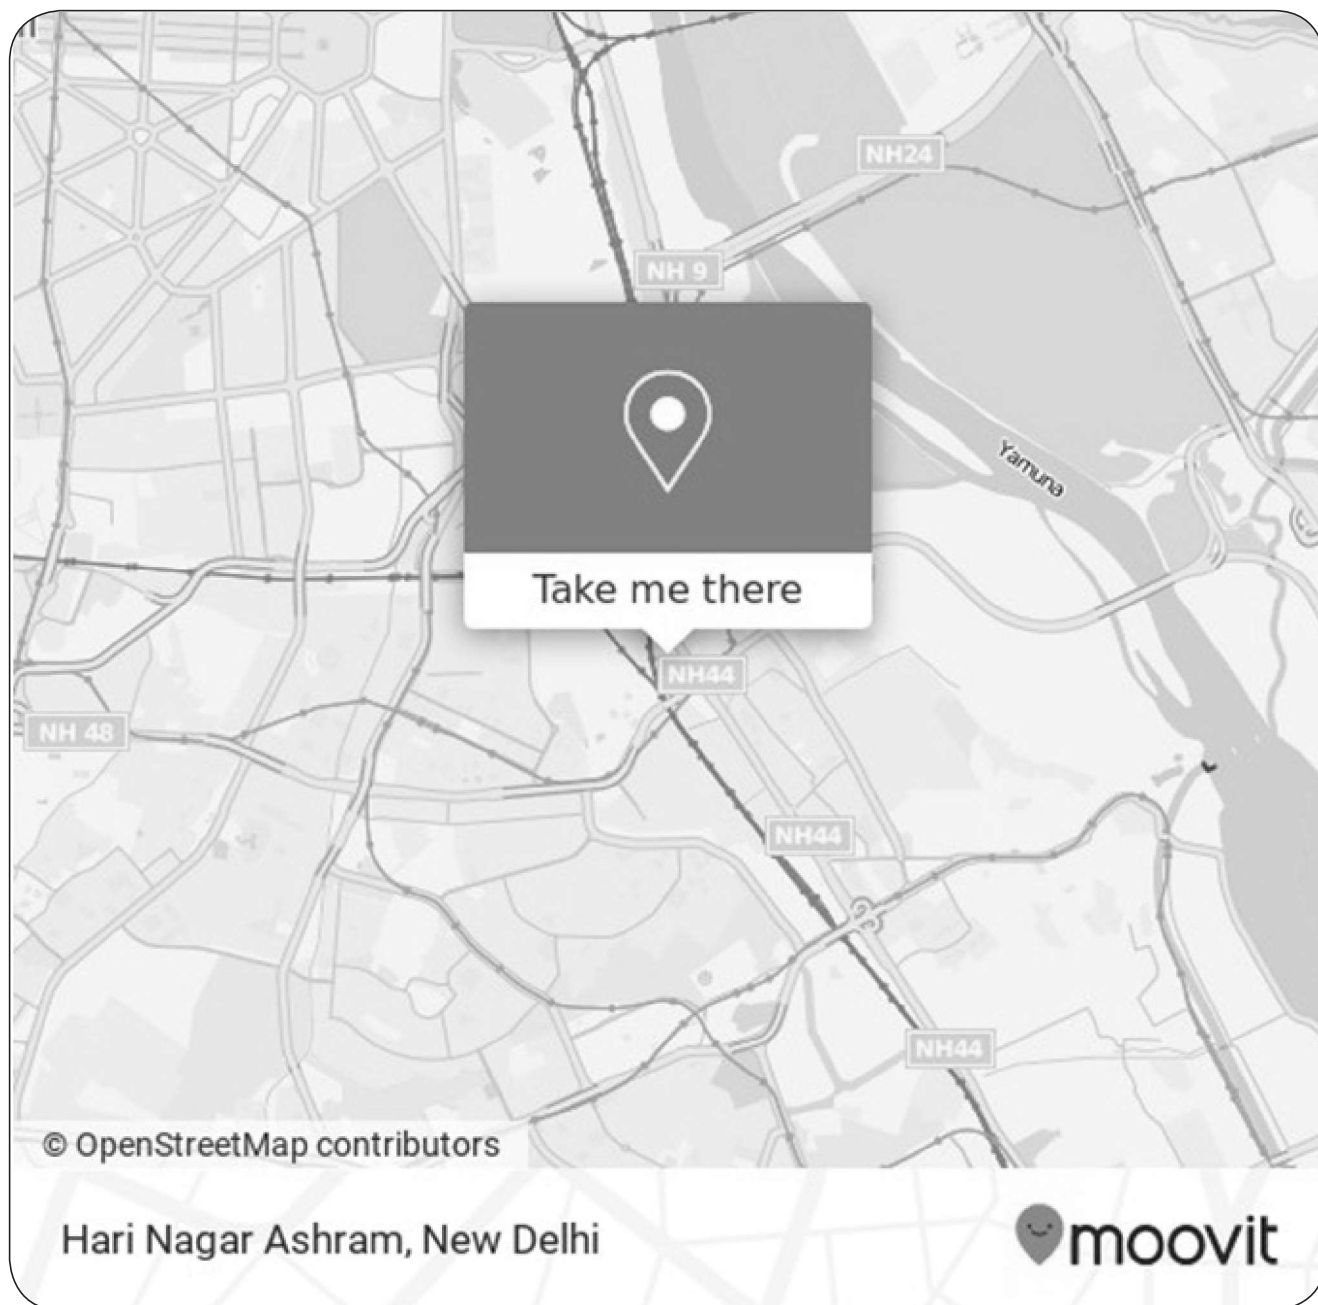 NH24
NH 9
Yamuna
Take me there
NH44
NH 48
NH44
NH44
© OpenStreetMap contributors
Hari Nagar Ashram, New Delhi
moovit